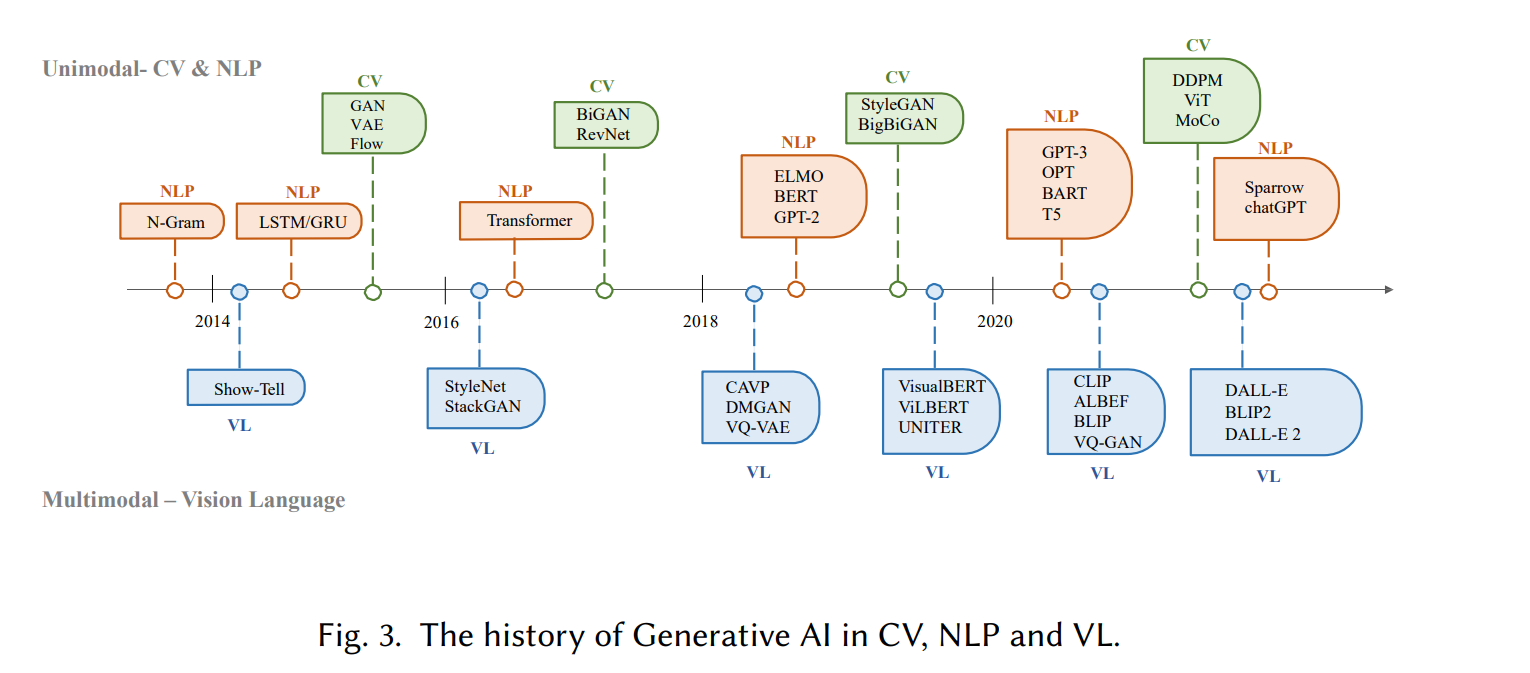 Unimodal- CV & NLP
CV
GAN
VAE
Flow
CV
BiGAN
RevNet
CV
StyleGAN
BigBiGAN
CV
DDPM
ViT
MoCo
NLP
N-Gram
NLP
LSTM/GRU
NLP
Transformer
NLP
ELMO
BERT
GPT-2
NLP
GPT-3
OPT
BART
T5
NLP
Sparrow
chatGPT
2014
2016
2018
2020
Show-Tell
VL
StyleNet
StackGAN
VL
CAVP
DMGAN
VQ-VAE
VL
VisualBERT
ViLBERT
UNITER
VL
CLIP
ALBEF
BLIP
VQ-GAN
VL
DALL-E
BLIP2
DALL-E 2
VL
Multimodal – Vision Language
Fig. 3. The history of Generative AI in CV, NLP and VL.